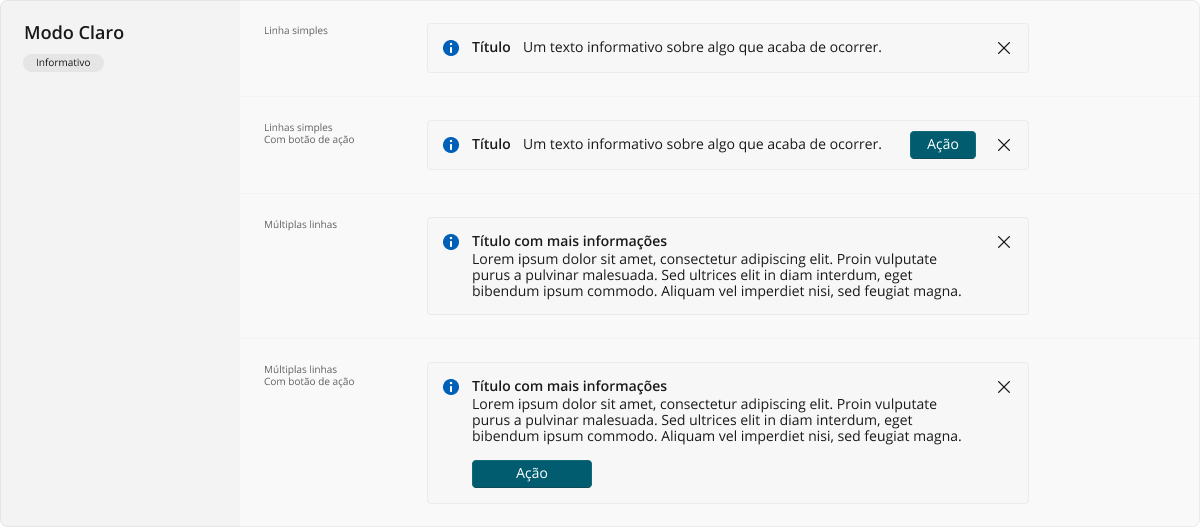 Modo Claro
Informativo
Linha simples
Título Um texto informativo sobre algo que acaba de ocorrer.
Linhas simples
Com botão de ação
Título Um texto informativo sobre algo que acaba de ocorrer. Ação
Múltiplas linhas
Título com mais informações
Lorem ipsum dolor sit amet, consectetur adipiscing elit. Proin vulputate
purus a pulvinar malesuada. Sed ultrices elit in diam interdum, eget
bibendum ipsum commodo. Aliquam vel imperdiet nisi, sed feugiat magna.
Múltiplas linhas
Com botão de ação
Título com mais informações
Lorem ipsum dolor sit amet, consectetur adipiscing elit. Proin vulputate
purus a pulvinar malesuada. Sed ultrices elit in diam interdum, eget
bibendum ipsum commodo. Aliquam vel imperdiet nisi, sed feugiat magna.
Ação